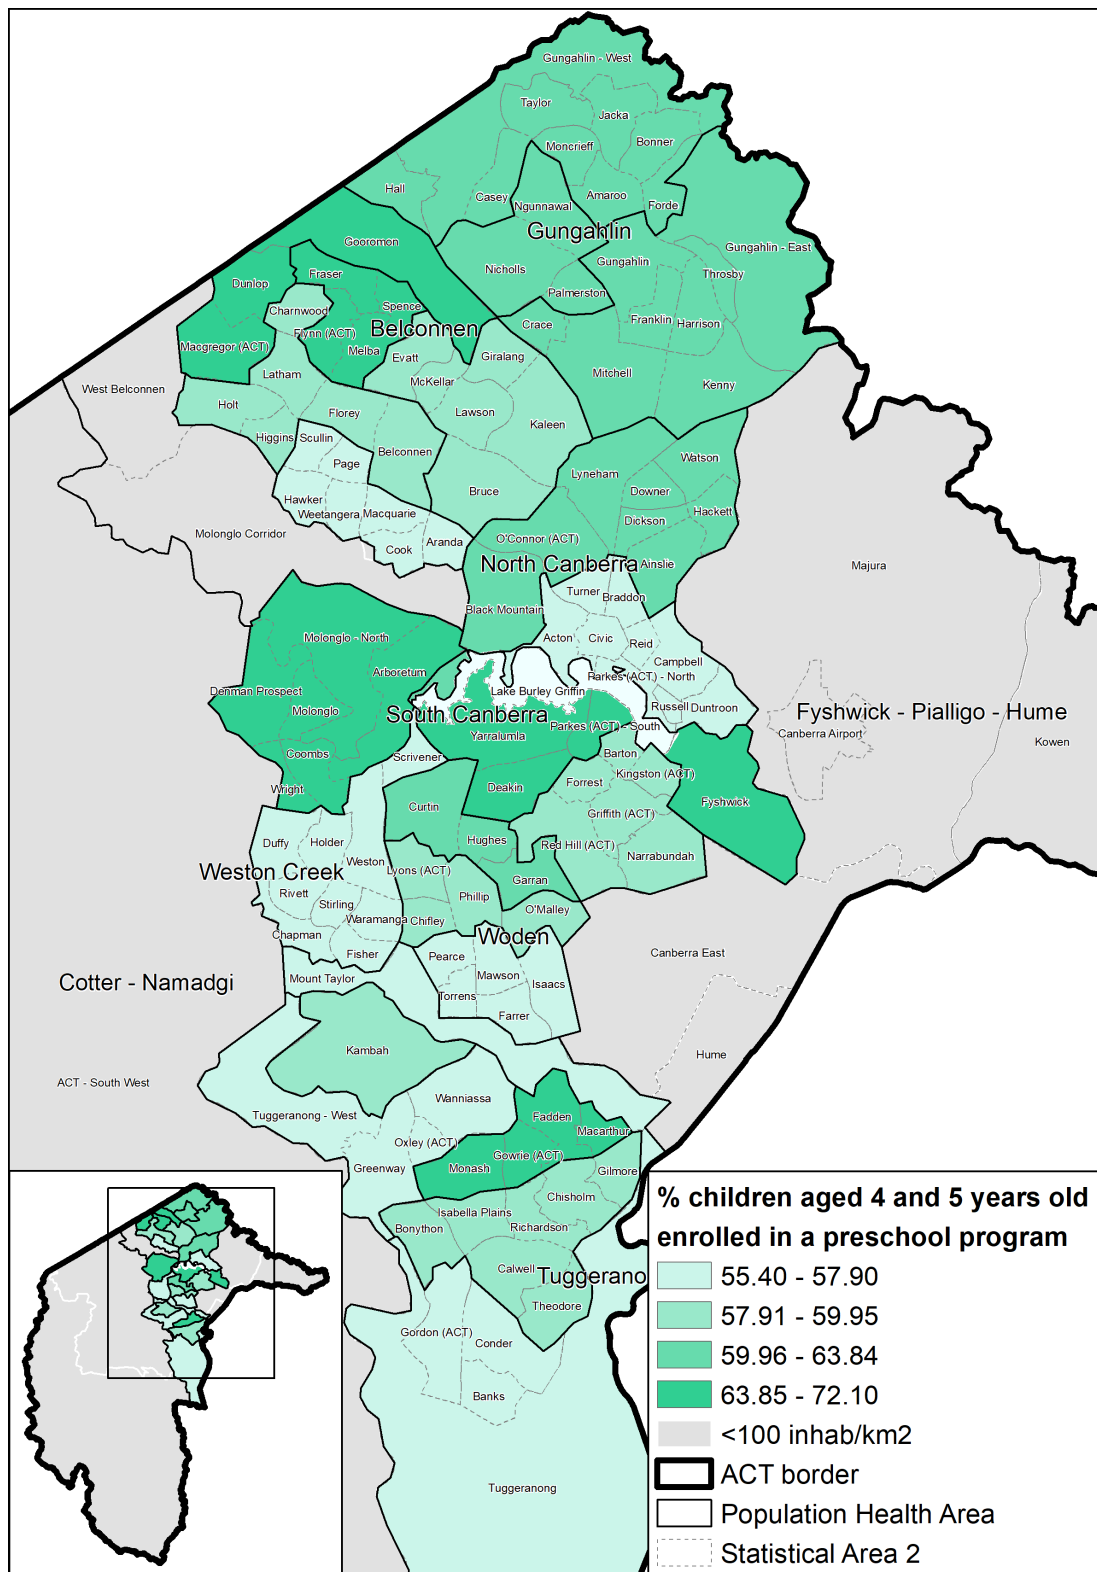 Gungahlin - West
Taylor
Jacka
Bonner
Moncrieff
Hall
Casey
Amaroo
Ngunnawal
Forde
Gungahlin
Gooromon
Gungahlin - East
Gungahlin
Nicholls
Throsby
Dunlop
Fraser
Palmerston
Spence
Charnwood
Franklin
Harrison
Crace
Belconnen
Flynn (ACT)
Macgregor (ACT)
Melba
Evatt
Giralang
Latham
McKellar
Mitchell
Kenny
West Belconnen
Holt
Florey
Lawson
Kaleen
Higgins
Scullin
Belconnen
Watson
Page
Lyneham
Downer
Hawker
Bruce
Weetangera
Macquarie
Dickson
Hackett
Molonglo Corridor
Cook
Aranda
O'Connor (ACT)
North Canberra
Ainslie
Majura
Turner
Braddon
Black Mountain
Molonglo - North
Acton
Civic
Reid
Arboretum
Campbell
Parkes (ACT) - North
Denman Prospect
Lake Burley Griffin
Molonglo
Russell
Duntroon
South Canberra
Fyshwick - Pialligo - Hume
Parkes (ACT) - South
Yarralumla
Canberra Airport
Kowen
Coombs
Scrivener
Barton
Kingston (ACT)
Wright
Deakin
Forrest
Fyshwick
Curtin
Griffith (ACT)
Duffy
Holder
Hughes
Red Hill (ACT)
Narrabundah
Weston
Weston Creek
Lyons (ACT)
Garran
Rivett
Stirling
Phillip
Waramanga
Chifley
O'Malley
Chapman
Woden
Fisher
Pearce
Canberra East
Cotter - Namadgi
Mount Taylor
Mawson
Isaacs
Torrens
Farrer
Kambah
Hume
ACT - South West
Wanniassa
Tuggeranong - West
Fadden
Macarthur
Oxley (ACT)
Gowrie (ACT)
Greenway
Monash
Gilmore
Chisholm
Isabella Plains
Bonython
Richardson
Calwell
Tuggerano
Theodore
Gordon (ACT)
Conder
Banks
Tuggeranong
% children aged 4 and 5 years old
enrolled in a preschool program
55.40 - 57.90
57.91 - 59.95
59.96 - 63.84
63.85 - 72.10
<100 inhab/km2
ACT border
Population Health Area
Statistical Area 2